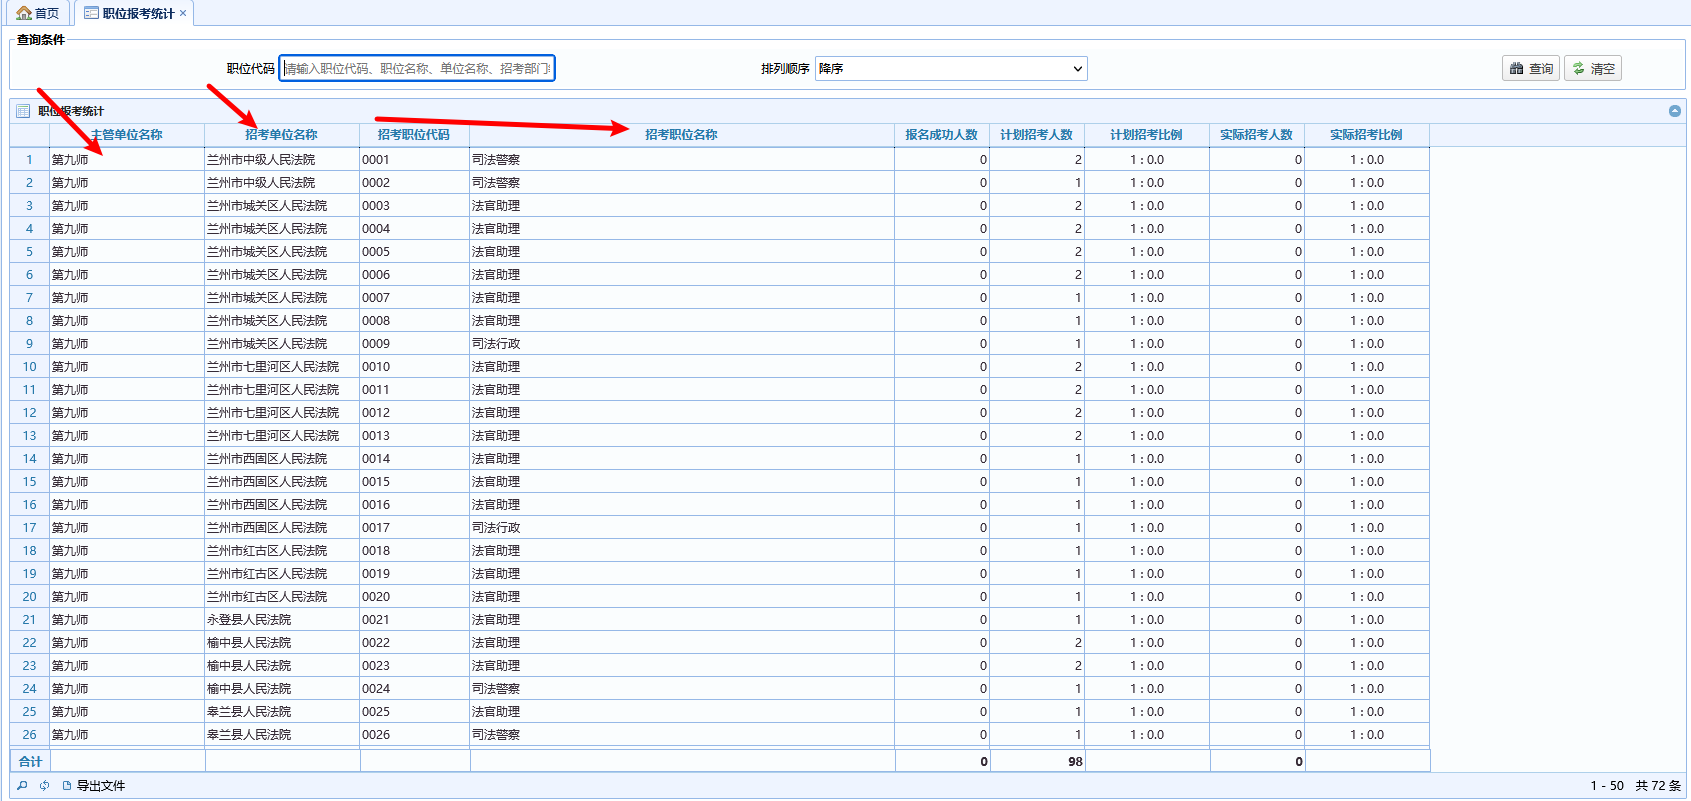 首页 职位报考统计 ×
查询条件
职位代码 请输入职位代码、职位名称、单位名称、招考部门 排列顺序 降序 查询 清空
职位报考统计
主管单位名称 招考单位名称 招考职位代码 招考职位名称 报名成功人数 计划招考人数 计划招考比例 实际招考人数 实际招考比例
1 第九师 兰州市中级人民法院 0001 司法警察 0 2 1 : 0.0 0 1 : 0.0
2 第九师 兰州市中级人民法院 0002 司法警察 0 1 1 : 0.0 0 1 : 0.0
3 第九师 兰州市城关区人民法院 0003 法官助理 0 2 1 : 0.0 0 1 : 0.0
4 第九师 兰州市城关区人民法院 0004 法官助理 0 2 1 : 0.0 0 1 : 0.0
5 第九师 兰州市城关区人民法院 0005 法官助理 0 2 1 : 0.0 0 1 : 0.0
6 第九师 兰州市城关区人民法院 0006 法官助理 0 2 1 : 0.0 0 1 : 0.0
7 第九师 兰州市城关区人民法院 0007 法官助理 0 1 1 : 0.0 0 1 : 0.0
8 第九师 兰州市城关区人民法院 0008 法官助理 0 1 1 : 0.0 0 1 : 0.0
9 第九师 兰州市城关区人民法院 0009 司法行政 0 1 1 : 0.0 0 1 : 0.0
10 第九师 兰州市七里河区人民法院 0010 法官助理 0 2 1 : 0.0 0 1 : 0.0
11 第九师 兰州市七里河区人民法院 0011 法官助理 0 2 1 : 0.0 0 1 : 0.0
12 第九师 兰州市七里河区人民法院 0012 法官助理 0 2 1 : 0.0 0 1 : 0.0
13 第九师 兰州市七里河区人民法院 0013 法官助理 0 2 1 : 0.0 0 1 : 0.0
14 第九师 兰州市西固区人民法院 0014 法官助理 0 1 1 : 0.0 0 1 : 0.0
15 第九师 兰州市西固区人民法院 0015 法官助理 0 1 1 : 0.0 0 1 : 0.0
16 第九师 兰州市西固区人民法院 0016 法官助理 0 1 1 : 0.0 0 1 : 0.0
17 第九师 兰州市西固区人民法院 0017 司法行政 0 1 1 : 0.0 0 1 : 0.0
18 第九师 兰州市红古区人民法院 0018 法官助理 0 1 1 : 0.0 0 1 : 0.0
19 第九师 兰州市红古区人民法院 0019 法官助理 0 1 1 : 0.0 0 1 : 0.0
20 第九师 兰州市红古区人民法院 0020 法官助理 0 1 1 : 0.0 0 1 : 0.0
21 第九师 永登县人民法院 0021 法官助理 0 1 1 : 0.0 0 1 : 0.0
22 第九师 榆中县人民法院 0022 法官助理 0 2 1 : 0.0 0 1 : 0.0
23 第九师 榆中县人民法院 0023 法官助理 0 2 1 : 0.0 0 1 : 0.0
24 第九师 榆中县人民法院 0024 司法警察 0 1 1 : 0.0 0 1 : 0.0
25 第九师 皋兰县人民法院 0025 法官助理 0 1 1 : 0.0 0 1 : 0.0
26 第九师 皋兰县人民法院 0026 司法警察 0 1 1 : 0.0 0 1 : 0.0
合计 0 98 0
导出文件 1 - 50 共 72 条